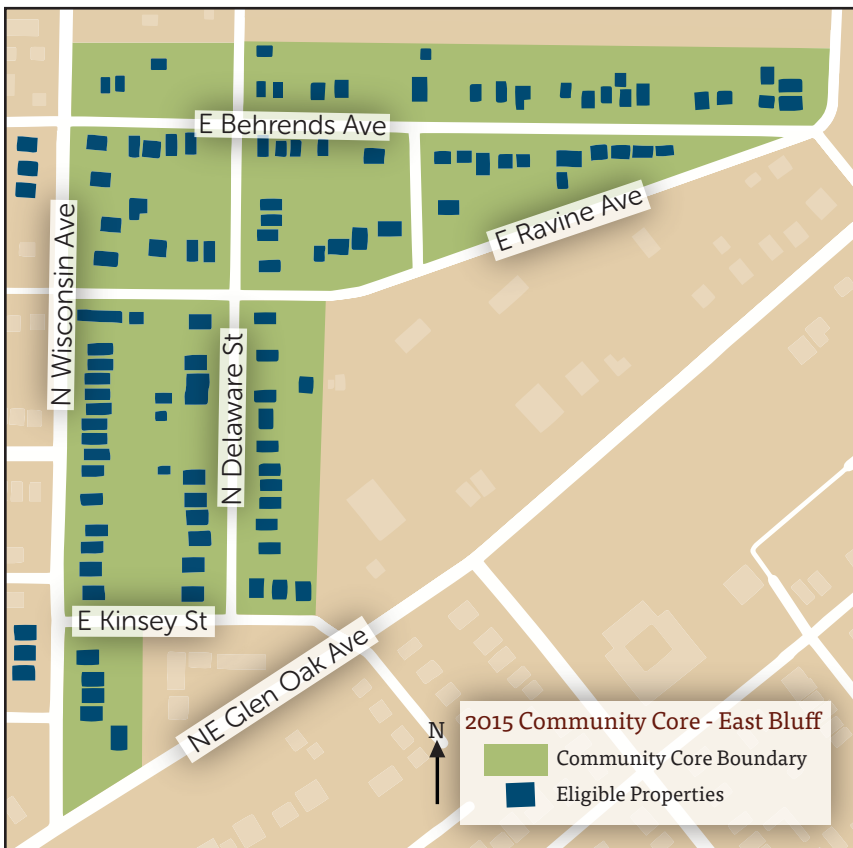 E Behrends Ave
N Wisconsin Ave
E Ravine Ave
N Delaware St
E Kinsey St
NE Glen Oak Ave
N
2015 Community Core - East Bluff
Community Core Boundary
Eligible Properties